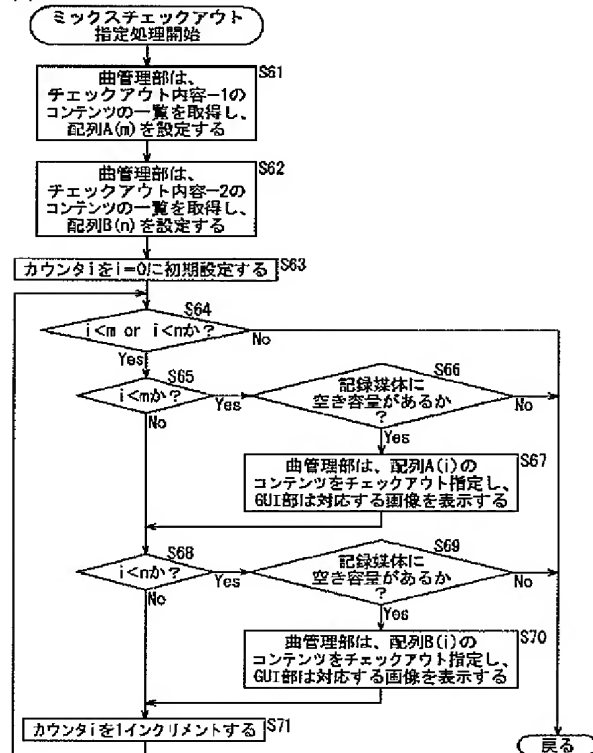 ミックスチェックアウト
指定処理開始
S61
曲管理部は、
チェックアウト内容-1の
コンテンツの一覧を取得し、
配列A(m)を設定する
S62
曲管理部は、
チェックアウト内容-2の
コンテンツの一覧を取得し、
配列B(n)を設定する
カウンタiをi=0に初期設定する
S63
S64
i<m or i<nか?
No
Yes
S65
i<mか?
Yes
No
S66
記録媒体に
空き容量があるか
?
No
Yes
曲管理部は、配列A(i)の
コンテンツをチェックアウト指定し、
GUI部は対応する画像を表示する
S67
S68
i<nか?
Yes
No
S69
記録媒体に
空き容量があるか
?
No
Yes
曲管理部は、配列B(i)の
コンテンツをチェックアウト指定し、
GUI部は対応する画像を表示する
S70
カウンタiを1インクリメントする
S71
戻る